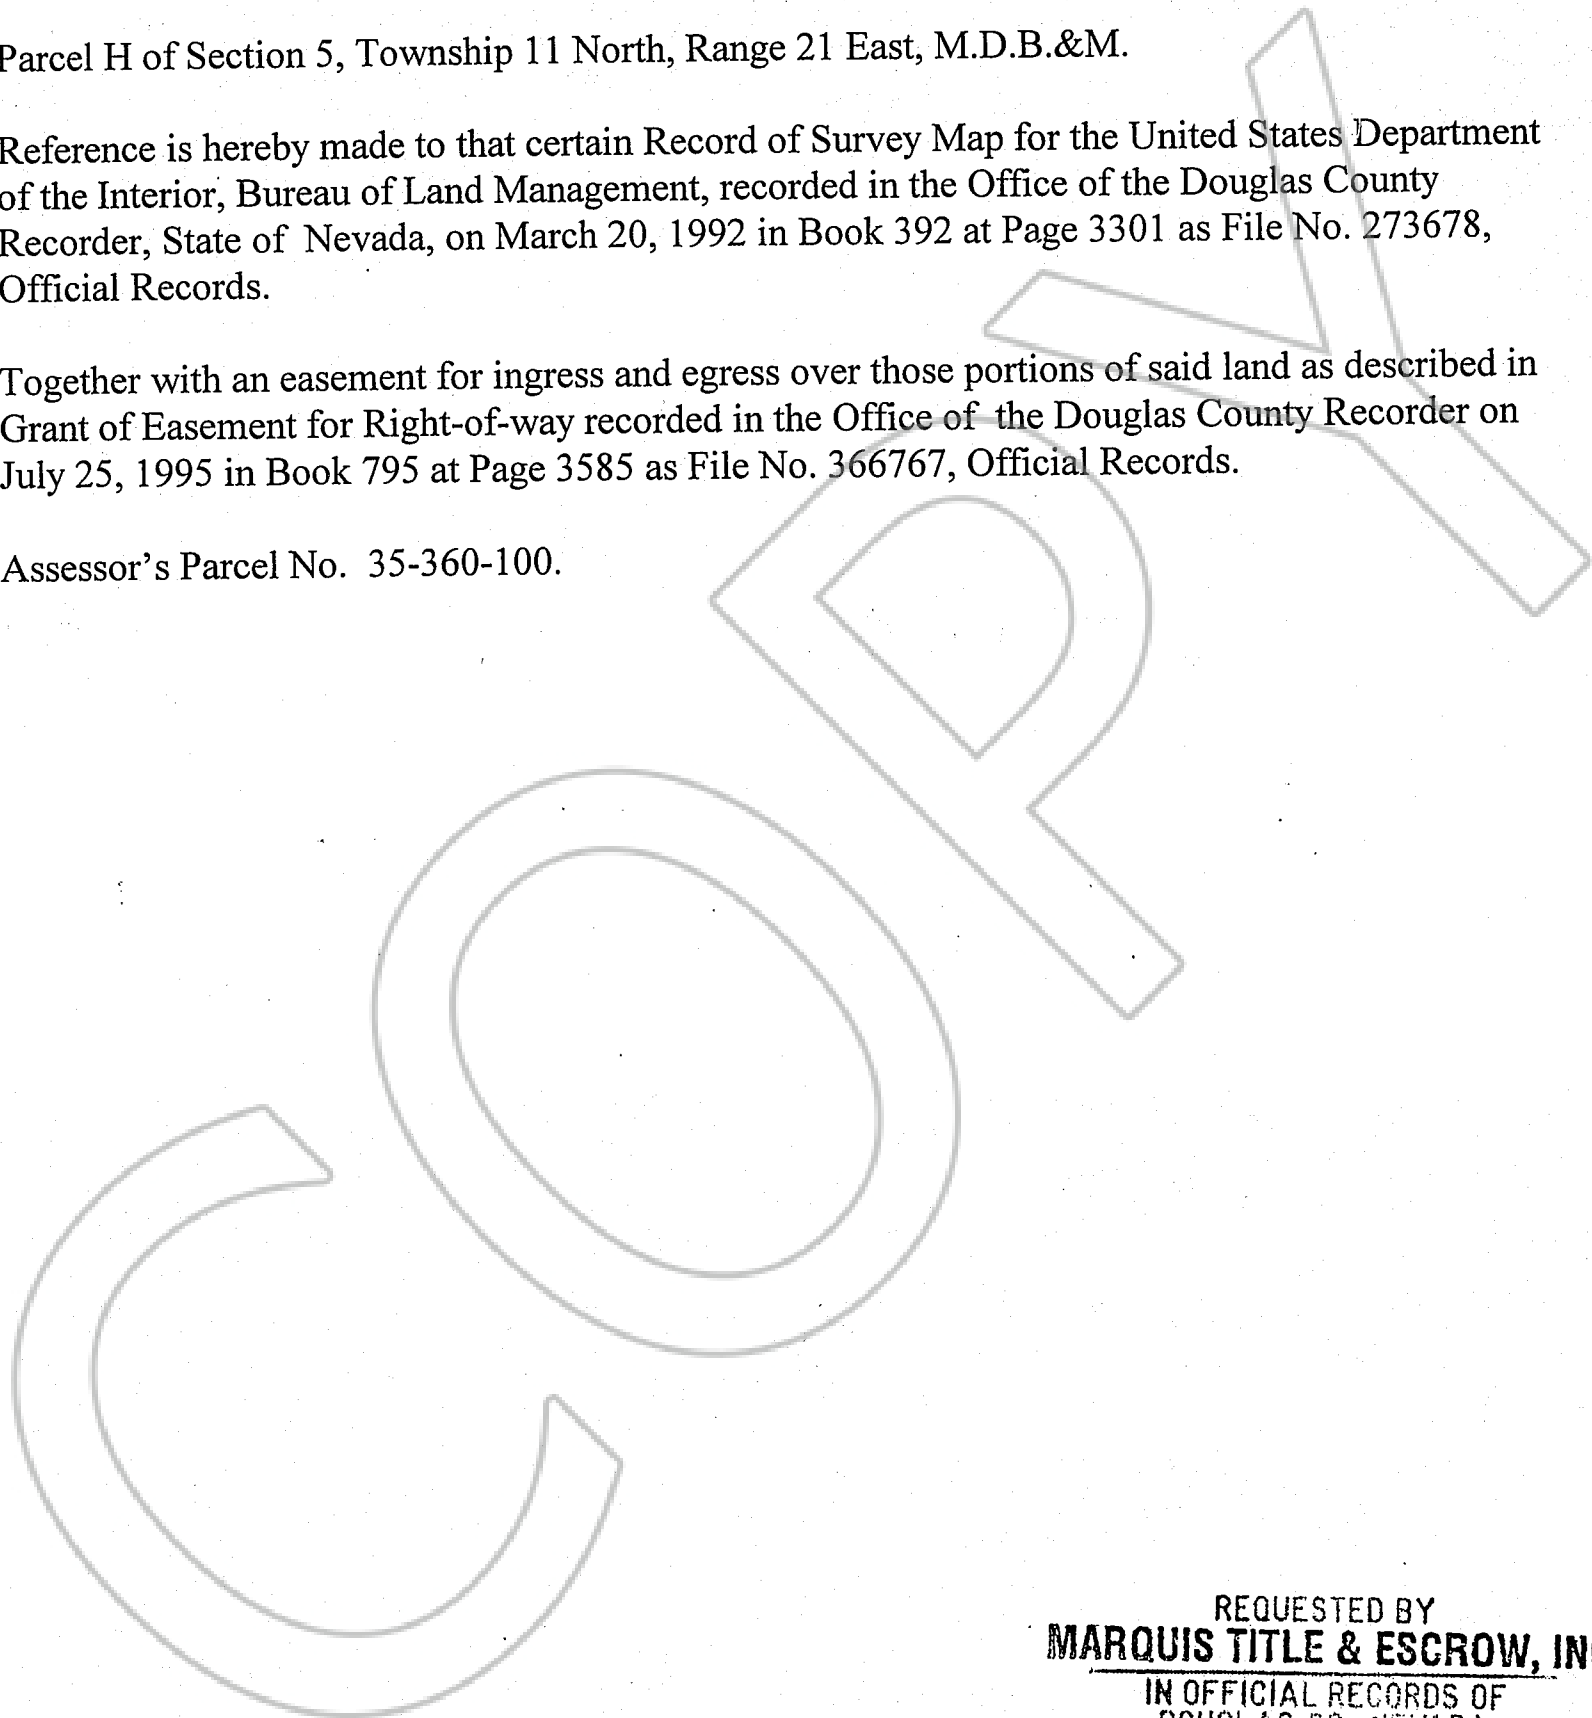 Parcel H of Section 5, Township 11 North, Range 21 East, M.D.B.&M.
Reference is hereby made to that certain Record of Survey Map for the United States Department
of the Interior, Bureau of Land Management, recorded in the Office of the Douglas County
Recorder, State of Nevada, on March 20, 1992 in Book 392 at Page 3301 as File No. 273678,
Official Records.
Together with an easement for ingress and egress over those portions of said land as described in
Grant of Easement for Right-of-way recorded in the Office of the Douglas County Recorder on
July 25, 1995 in Book 795 at Page 3585 as File No. 366767, Official Records.
Assessor's Parcel No. 35-360-100.
COPY
REQUESTED BY
MARQUIS TITLE & ESCROW, IN
IN OFFICIAL RECORDS OF